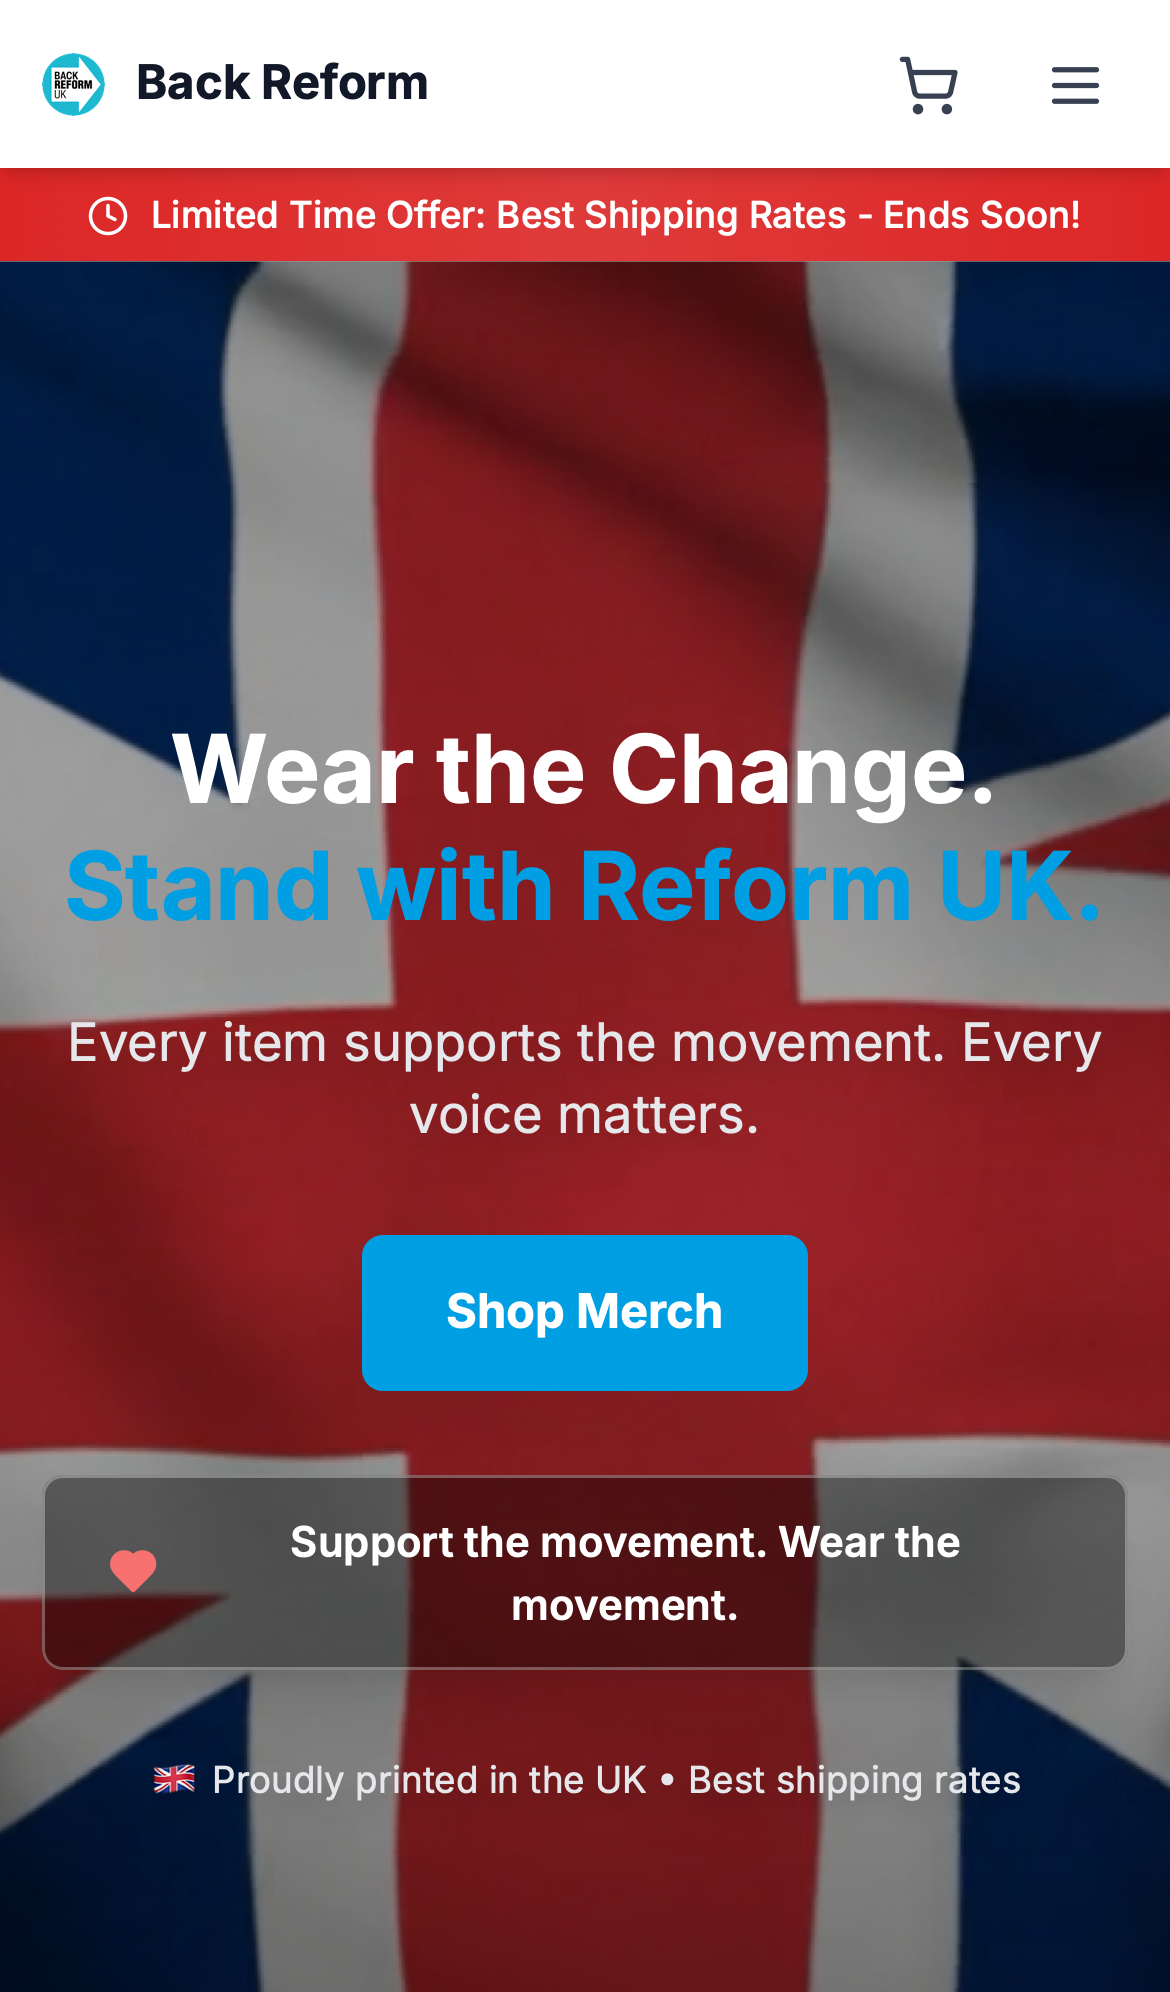 BACK
REFORM
UK
Back Reform
Limited Time Offer: Best Shipping Rates - Ends Soon!
Wear the Change.
Stand with Reform UK.
Every item supports the movement. Every
voice matters.
Shop Merch
Support the movement. Wear the
movement.
🇬🇧 Proudly printed in the UK • Best shipping rates